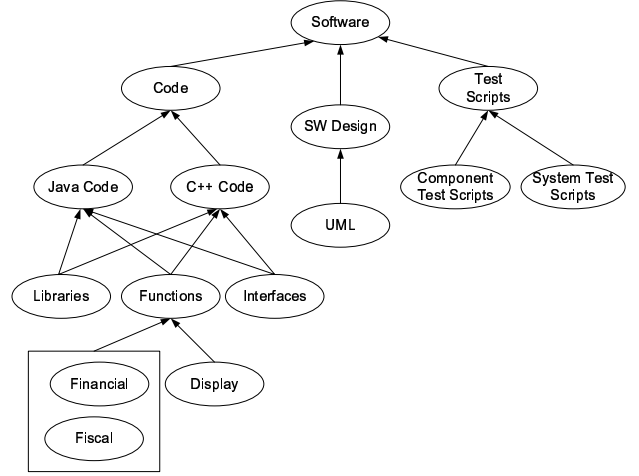 Software
Code
Test
Scripts
SW Design
Java Code
C++ Code
Component
Test Scripts
System Test
Scripts
UML
Libraries
Functions
Interfaces
Financial
Display
Fiscal